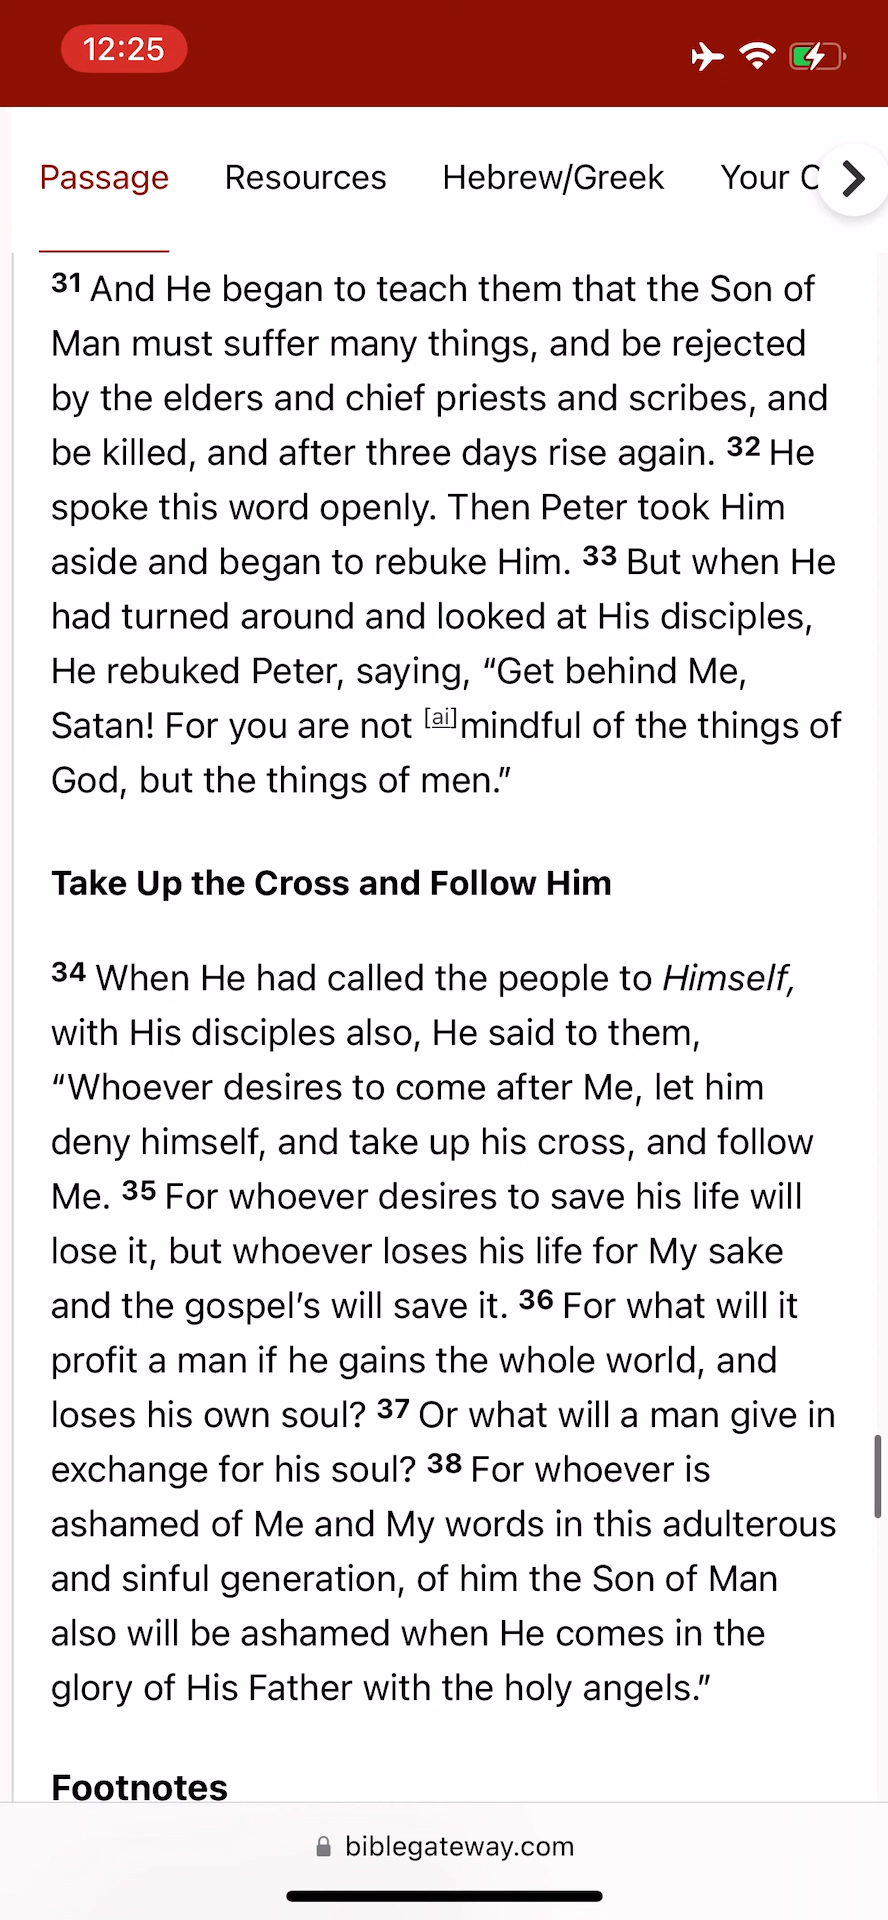 12:25
Passage Resources Hebrew/Greek Your C
31 And He began to teach them that the Son of
Man must suffer many things, and be rejected
by the elders and chief priests and scribes, and
be killed, and after three days rise again. 32 He
spoke this word openly. Then Peter took Him
aside and began to rebuke Him. 33 But when He
had turned around and looked at His disciples,
He rebuked Peter, saying, “Get behind Me,
Satan! For you are not [ai]mindful of the things of
God, but the things of men.”
Take Up the Cross and Follow Him
34 When He had called the people to Himself,
with His disciples also, He said to them,
“Whoever desires to come after Me, let him
deny himself, and take up his cross, and follow
Me. 35 For whoever desires to save his life will
lose it, but whoever loses his life for My sake
and the gospel’s will save it. 36 For what will it
profit a man if he gains the whole world, and
loses his own soul? 37 Or what will a man give in
exchange for his soul? 38 For whoever is
ashamed of Me and My words in this adulterous
and sinful generation, of him the Son of Man
also will be ashamed when He comes in the
glory of His Father with the holy angels.”
Footnotes
biblegateway.com